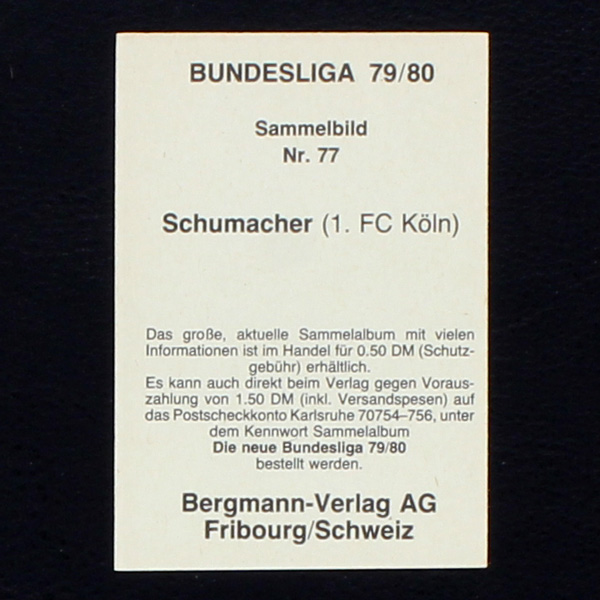 BUNDESLIGA 79/80
Sammelbild
Nr. 77
Schumacher (1. FC Köln)
Das große, aktuelle Sammelalbum mit vielen
Informationen ist im Handel für 0.50 DM (Schutz-
gebühr) erhältlich.
Es kann auch direkt beim Verlag gegen Voraus-
zahlung von 1.50 DM (inkl. Versandspesen) auf
das Postscheckkonto Karlsruhe 70754–756, unter
dem Kennwort Sammelalbum
Die neue Bundesliga 79/80
bestellt werden.
Bergmann-Verlag AG
Fribourg/Schweiz